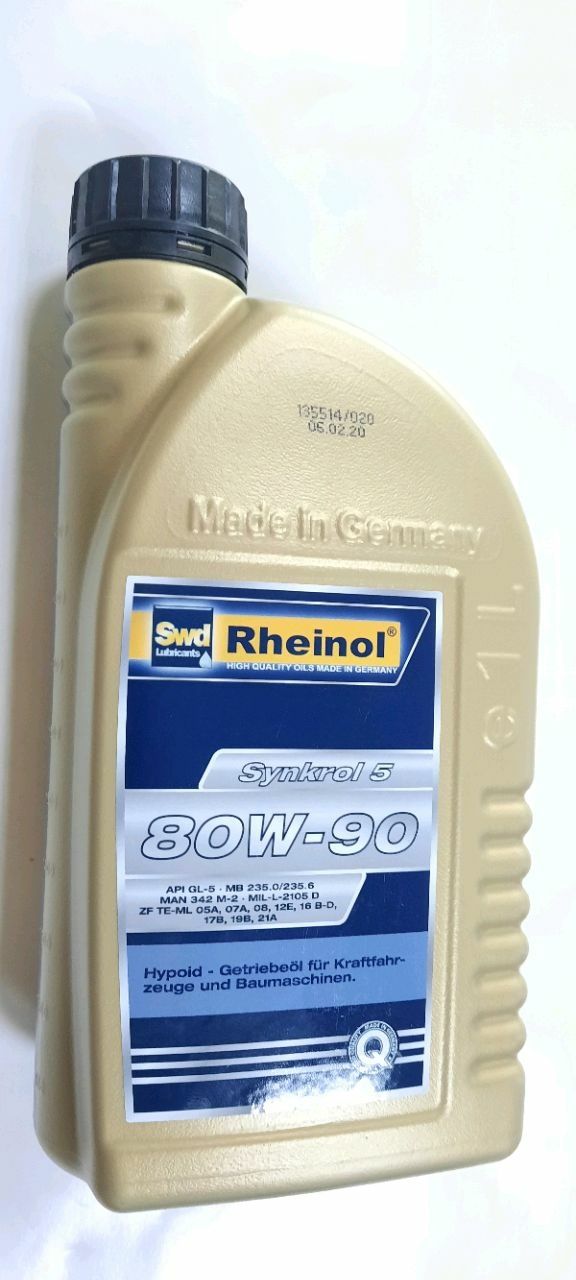 135514/020
06.02.20
Made in Germany
e 1 L
Swd
Lubricants
Rheinol®
HIGH QUALITY OILS MADE IN GERMANY
Synkrol 5
80W-90
API GL-5 · MB 235.0/235.6
MAN 342 M-2 · MIL-L-2105 D
ZF TE-ML 05A, 07A, 08, 12E, 16 B-D,
17B, 19B, 21A
Hypoid - Getriebeöl für Kraftfahr-
zeuge und Baumaschinen.
Q